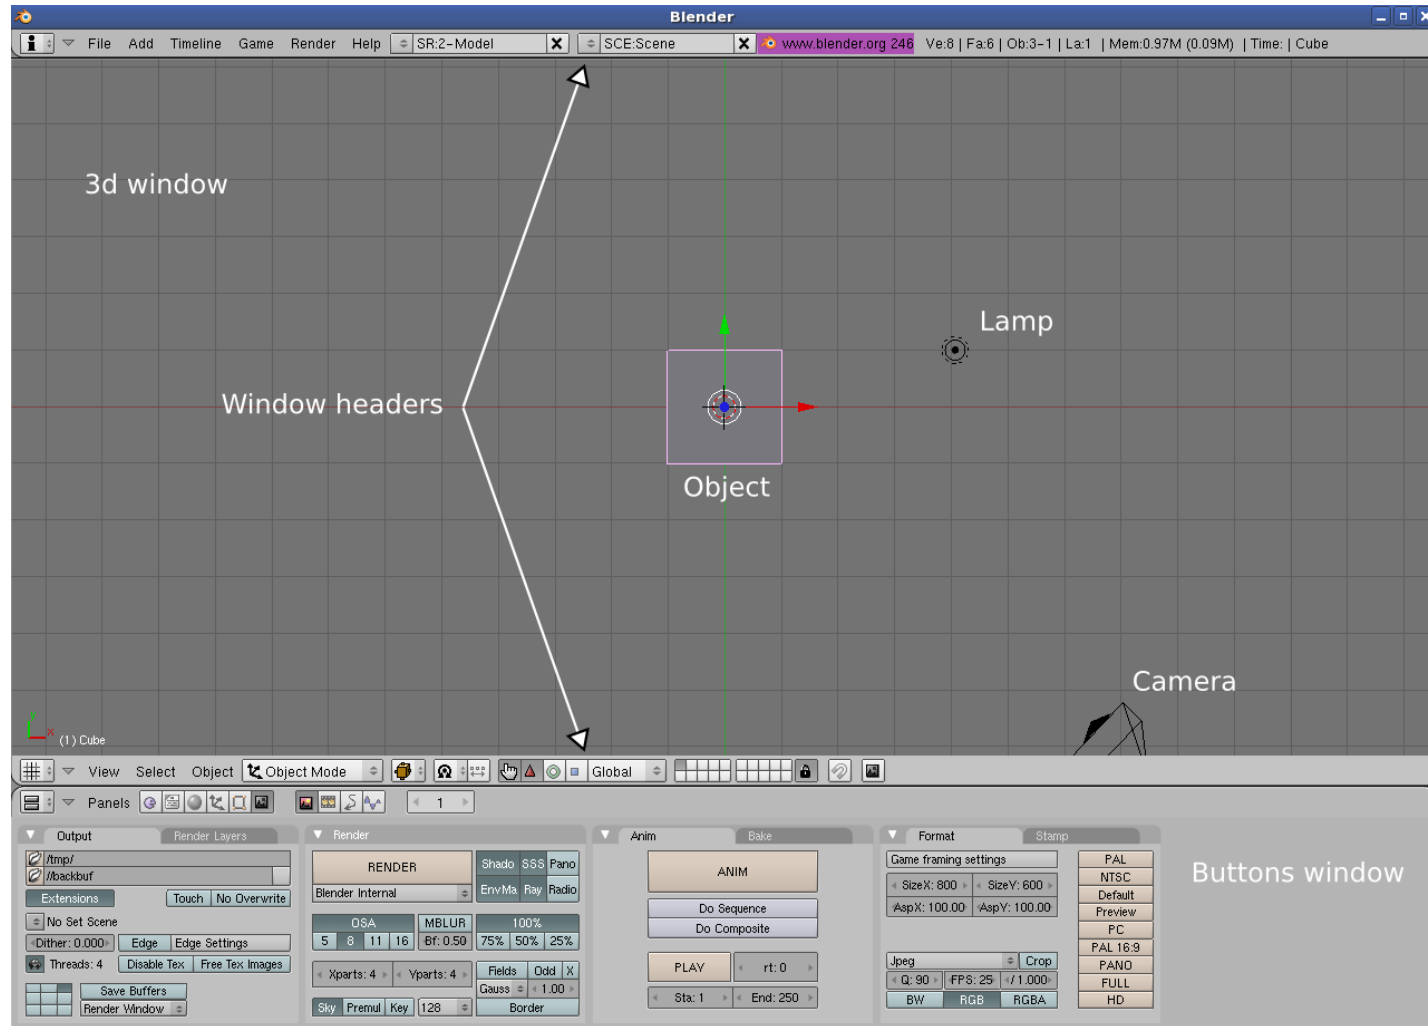 Blender
File Add Timeline Game Render Help SR:2-Model SCE:Scene www.blender.org 246 Ve:8 | Fa:6 | Ob:3-1 | La:1 | Mem:0.97M (0.09M) | Time: | Cube
3d window
Lamp
Window headers
Object
Camera
Y
X
(1) Cube
View Select Object Object Mode Global
Panels 1
Output Render Layers
/tmp/
//backbuf
Extensions Touch No Overwrite
No Set Scene
Dither: 0.000 Edge Edge Settings
Threads: 4 Disable Tex Free Tex Images
Save Buffers
Render Window
Render
RENDER
Blender Internal
Shado SSS Pano
EnvMa Ray Radio
OSA MBLUR 100%
5 8 11 16 Bf: 0.50 75% 50% 25%
Xparts: 4 Yparts: 4 Fields Odd X
Gauss 1.00
Sky Premul Key 128 Border
Anim Bake
ANIM
Do Sequence
Do Composite
PLAY rt: 0
Sta: 1 End: 250
Format Stamp
Game framing settings
SizeX: 800 SizeY: 600
AspX: 100.00 AspY: 100.00
Jpeg Crop
Q: 90 FPS: 25 / 1.000
BW RGB RGBA
PAL
NTSC
Default
Preview
PC
PAL 16:9
PANO
FULL
HD
Buttons window